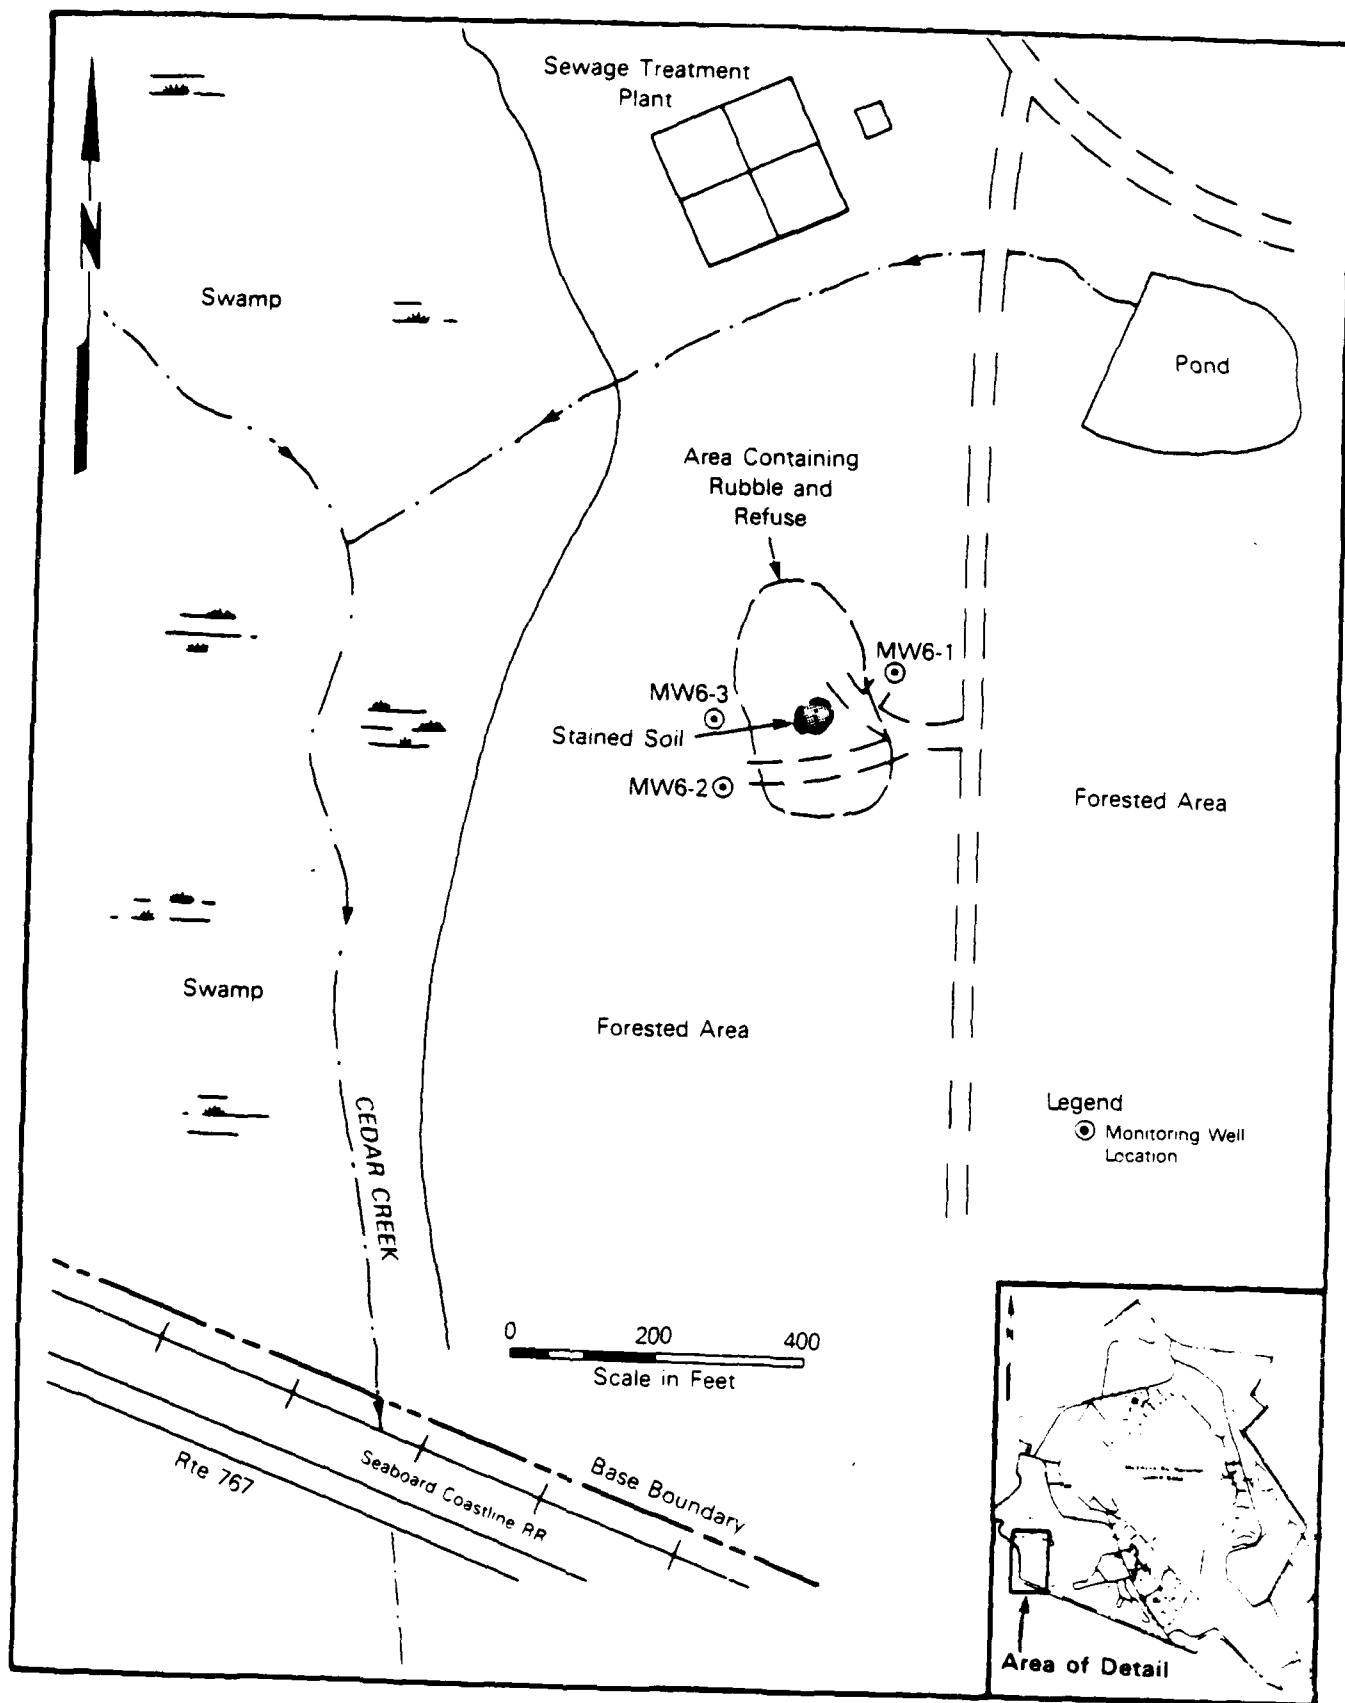 Sewage Treatment
Plant
N
Swamp
Pond
Area Containing
Rubble and
Refuse
MW6-1
MW6-3
Stained Soil
MW6-2
Forested Area
Swamp
Forested Area
Legend
Monitoring Well
Location
CEDAR CREEK
0 200 400
Scale in Feet
Base Boundary
Seaboard Coastline RR
Rte 767
N
Area of Detail